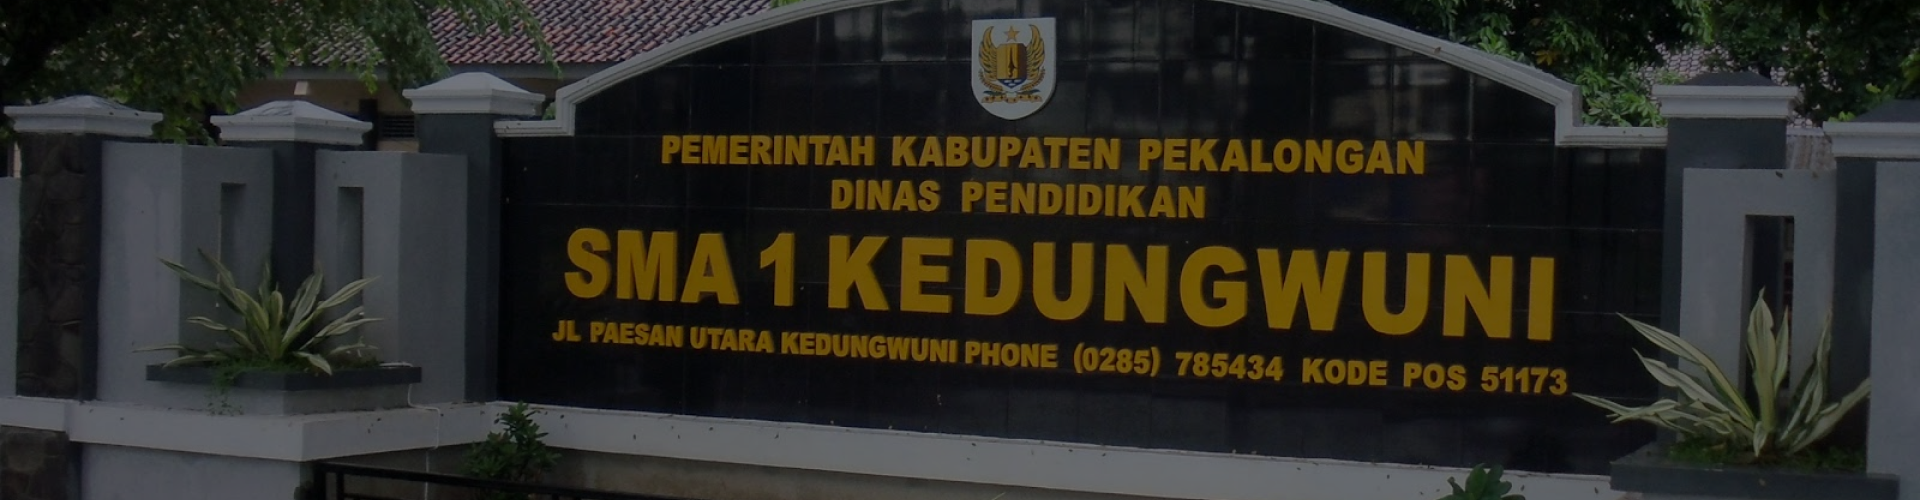 PEMERINTAH KABUPATEN PEKALONGAN
DINAS PENDIDIKAN
SMA 1 KEDUNGWUNI
JL PAESAN UTARA KEDUNGWUNI PHONE (0285) 785434 KODE POS 51173